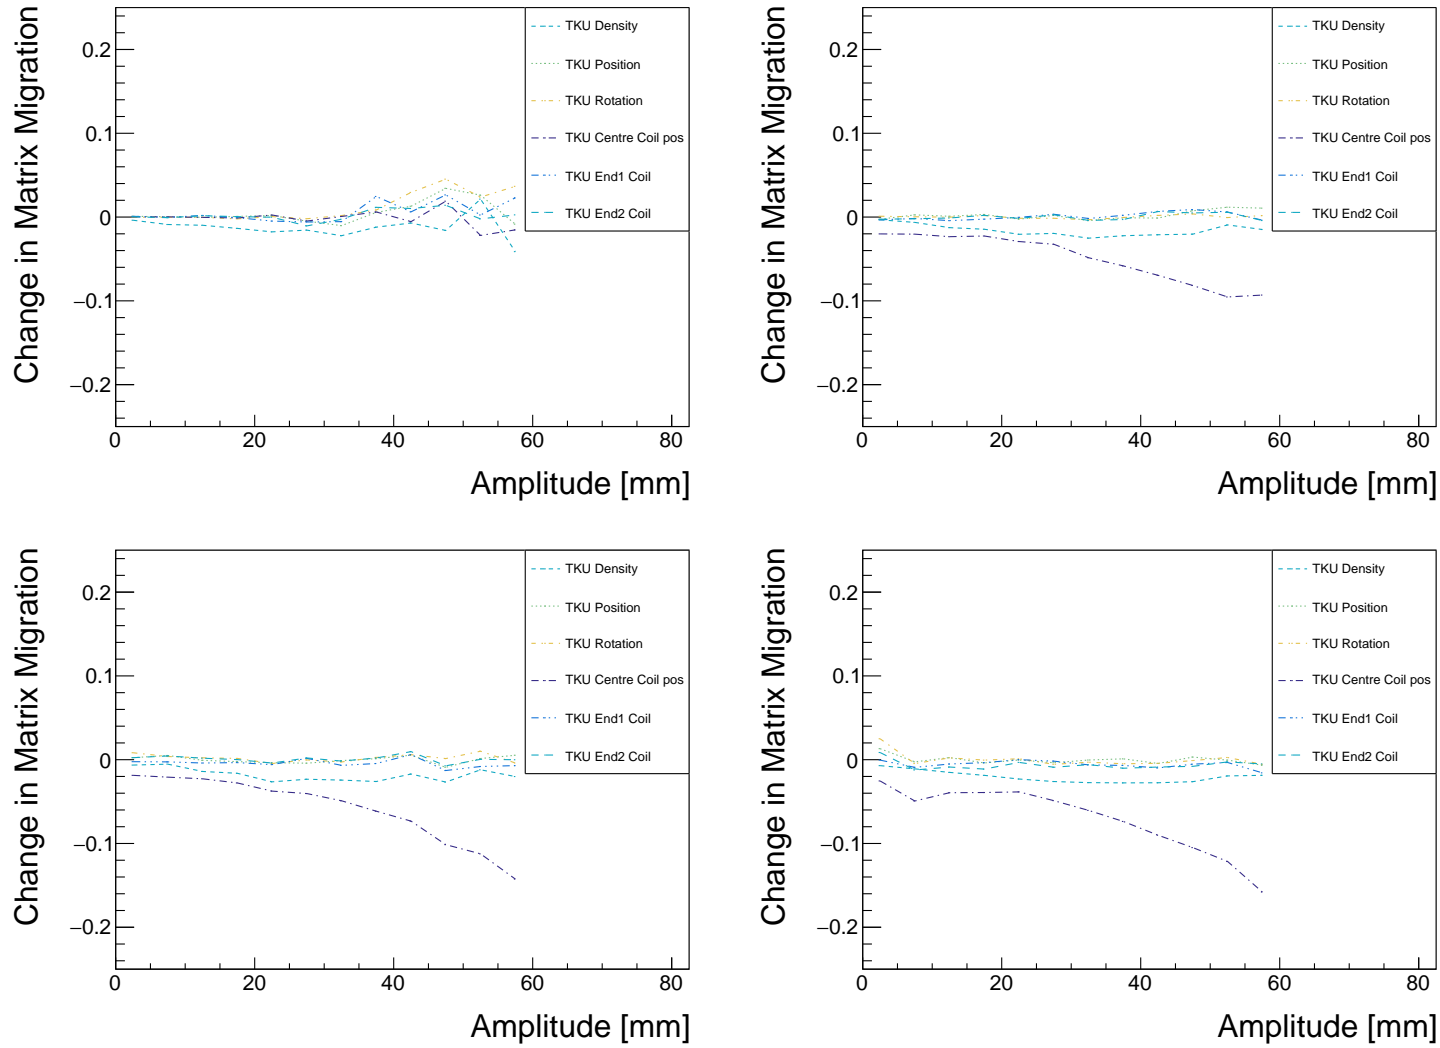 Change in Matrix Migration
0.2
0.1
0
−0.1
−0.2
0 20 40 60 80
Amplitude [mm]
TKU Density
TKU Position
TKU Rotation
TKU Centre Coil pos
TKU End1 Coil
TKU End2 Coil
Change in Matrix Migration
0.2
0.1
0
−0.1
−0.2
0 20 40 60 80
Amplitude [mm]
TKU Density
TKU Position
TKU Rotation
TKU Centre Coil pos
TKU End1 Coil
TKU End2 Coil
Change in Matrix Migration
0.2
0.1
0
−0.1
−0.2
0 20 40 60 80
Amplitude [mm]
TKU Density
TKU Position
TKU Rotation
TKU Centre Coil pos
TKU End1 Coil
TKU End2 Coil
Change in Matrix Migration
0.2
0.1
0
−0.1
−0.2
0 20 40 60 80
Amplitude [mm]
TKU Density
TKU Position
TKU Rotation
TKU Centre Coil pos
TKU End1 Coil
TKU End2 Coil